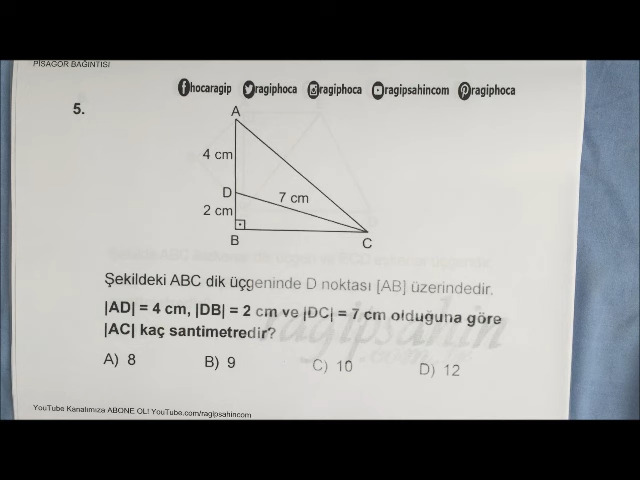 PİSAGOR BAĞINTISI
hocaragip ragiphoca ragiphoca ragipsahincom ragiphoca
5.
A
4 cm
D
7 cm
2 cm
B
C
Şekildeki ABC dik üçgeninde D noktası [AB] üzerindedir.
|AD| = 4 cm, |DB| = 2 cm ve |DC| = 7 cm olduğuna göre
|AC| kaç santimetredir?
ragipsahin
.com
A) 8 B) 9 C) 10 D) 12
YouTube Kanalımıza ABONE OL! YouTube.com/ragipsahincom